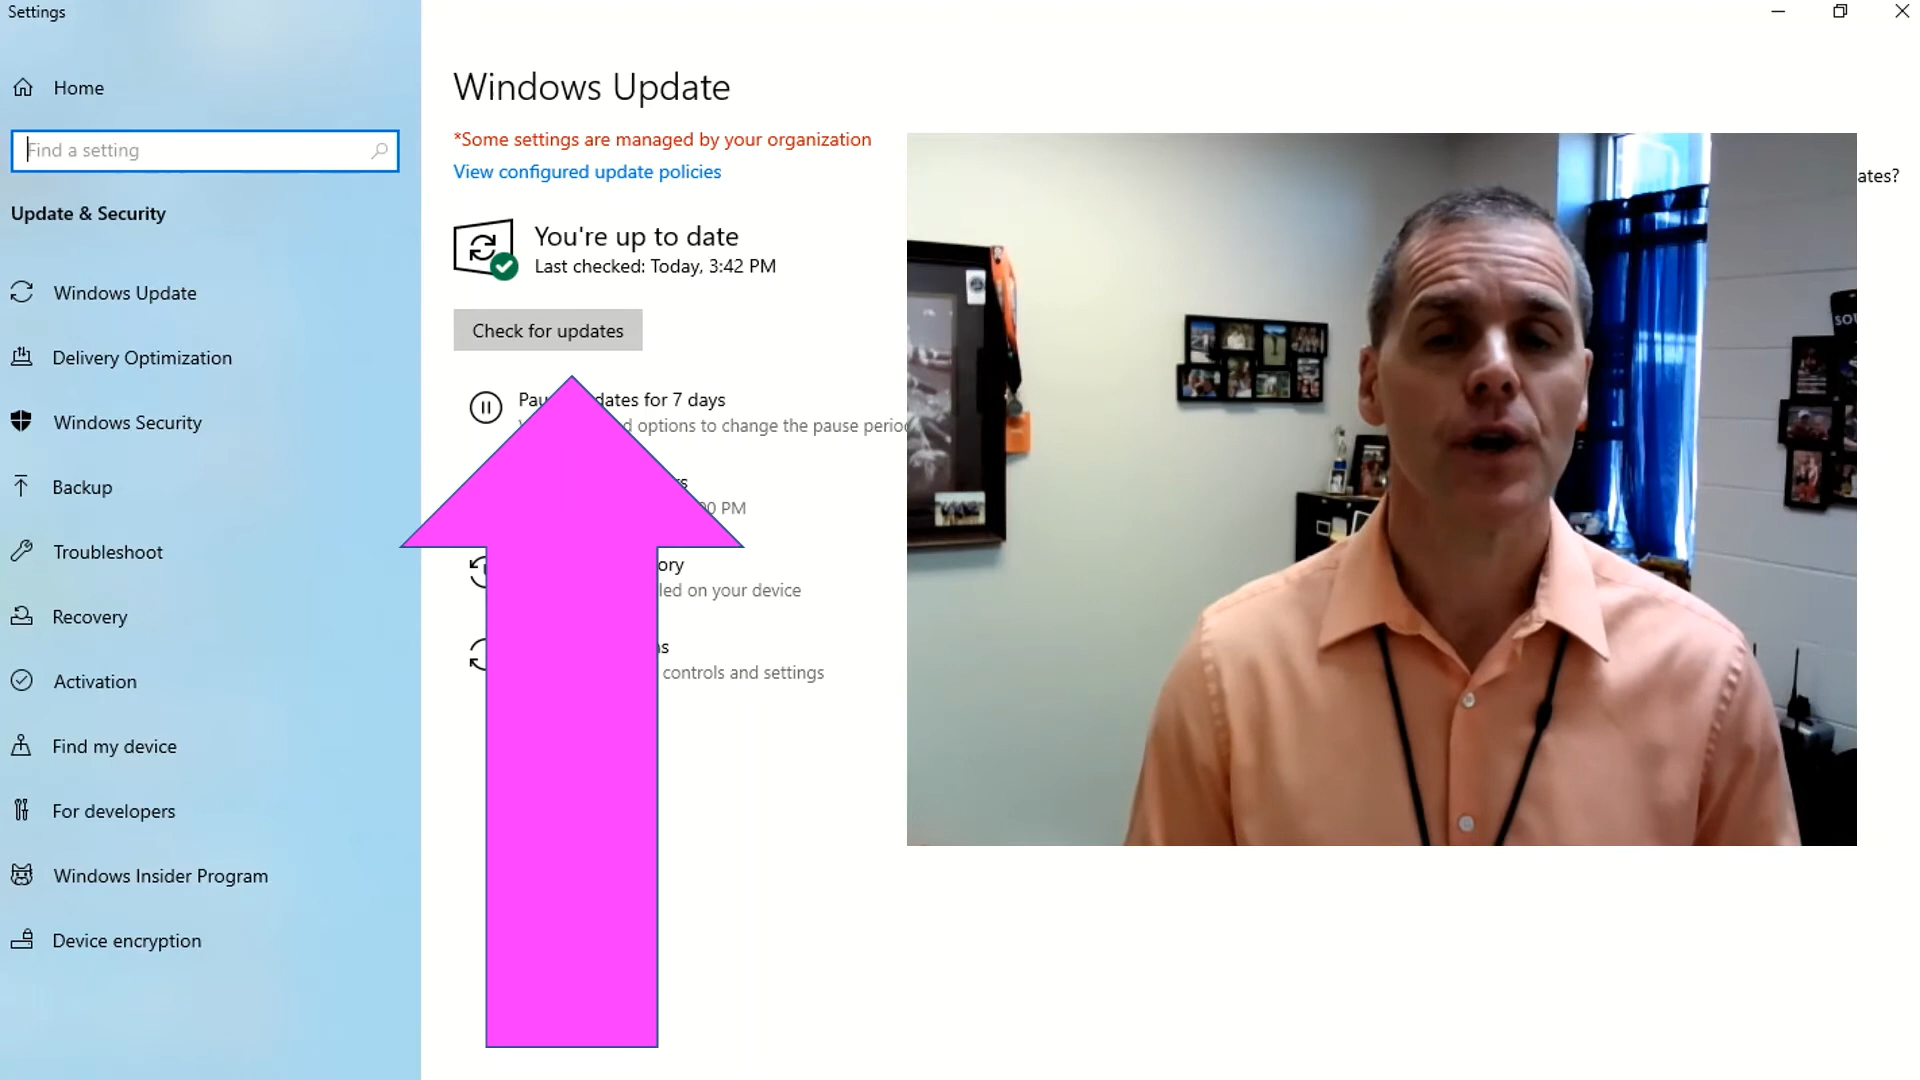 Settings
Home
Find a setting
Update & Security
Windows Update
Delivery Optimization
Windows Security
Backup
Troubleshoot
Recovery
Activation
Find my device
For developers
Windows Insider Program
Device encryption
Windows Update
*Some settings are managed by your organization
View configured update policies
You're up to date
Last checked: Today, 3:42 PM
Check for updates
dates for 7 days
options to change the pause
PM
led on your device
controls and settings
ates?
SOU